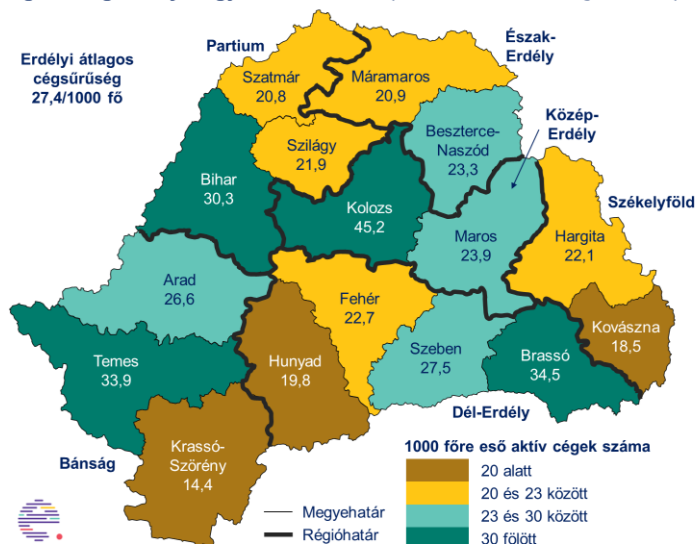 Erdélyi átlagos
cégsűrűség
27,4/1000 fő
Partium
Észak-
Erdély
Szatmár
20,8
Máramaros
20,9
Szilágy
21,9
Beszterce-
Naszód
23,3
Közép-
Erdély
Bihar
30,3
Kolozs
45,2
Székelyföld
Maros
23,9
Hargita
22,1
Arad
26,6
Fehér
22,7
Kovászna
18,5
Temes
33,9
Hunyad
19,8
Szeben
27,5
Brassó
34,5
Dél-Erdély
Krassó-
Szörény
14,4
Bánság
1000 főre eső aktív cégek száma
20 alatt
20 és 23 között
23 és 30 között
30 fölött
Megyehatár
Régióhatár